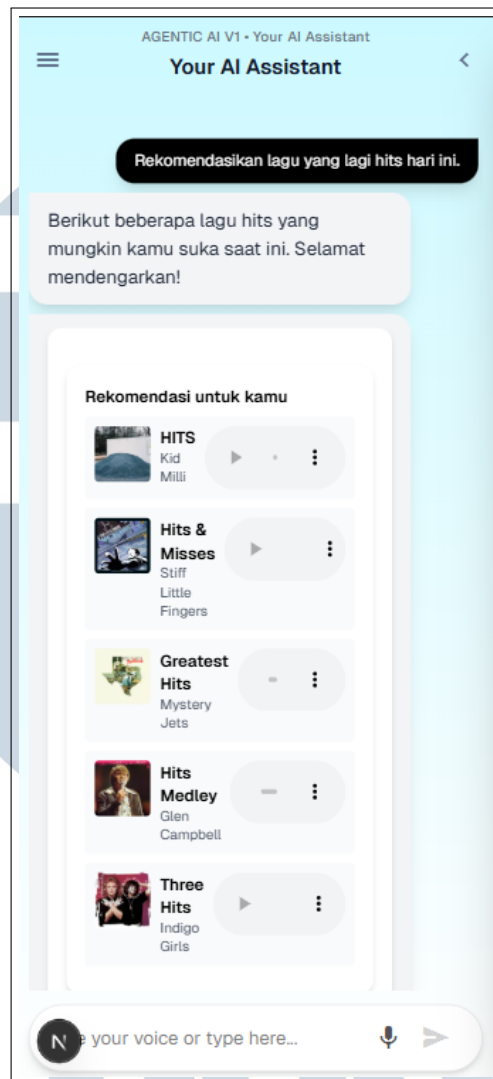 AGENTIC AI V1 • Your AI Assistant
Your AI Assistant
Rekomendasikan lagu yang lagi hits hari ini.
Berikut beberapa lagu hits yang
mungkin kamu suka saat ini. Selamat
mendengarkan!
Rekomendasi untuk kamu
HITS
Kid
Milli
Hits &
Misses
Stiff
Little
Fingers
Greatest
Hits
Mystery
Jets
Hits
Medley
Glen
Campbell
Three
Hits
Indigo
Girls
N
your voice or type here...